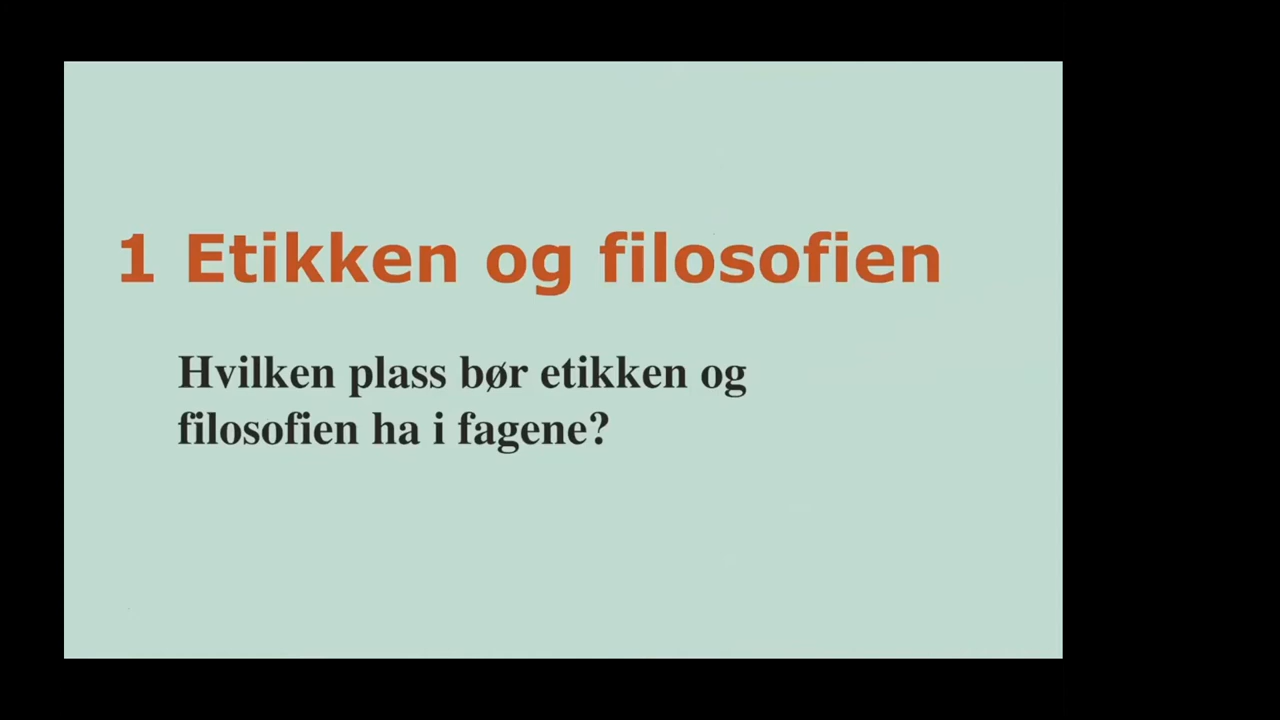 1 Etikken og filosofien
Hvilken plass bør etikken og
filosofien ha i fagene?